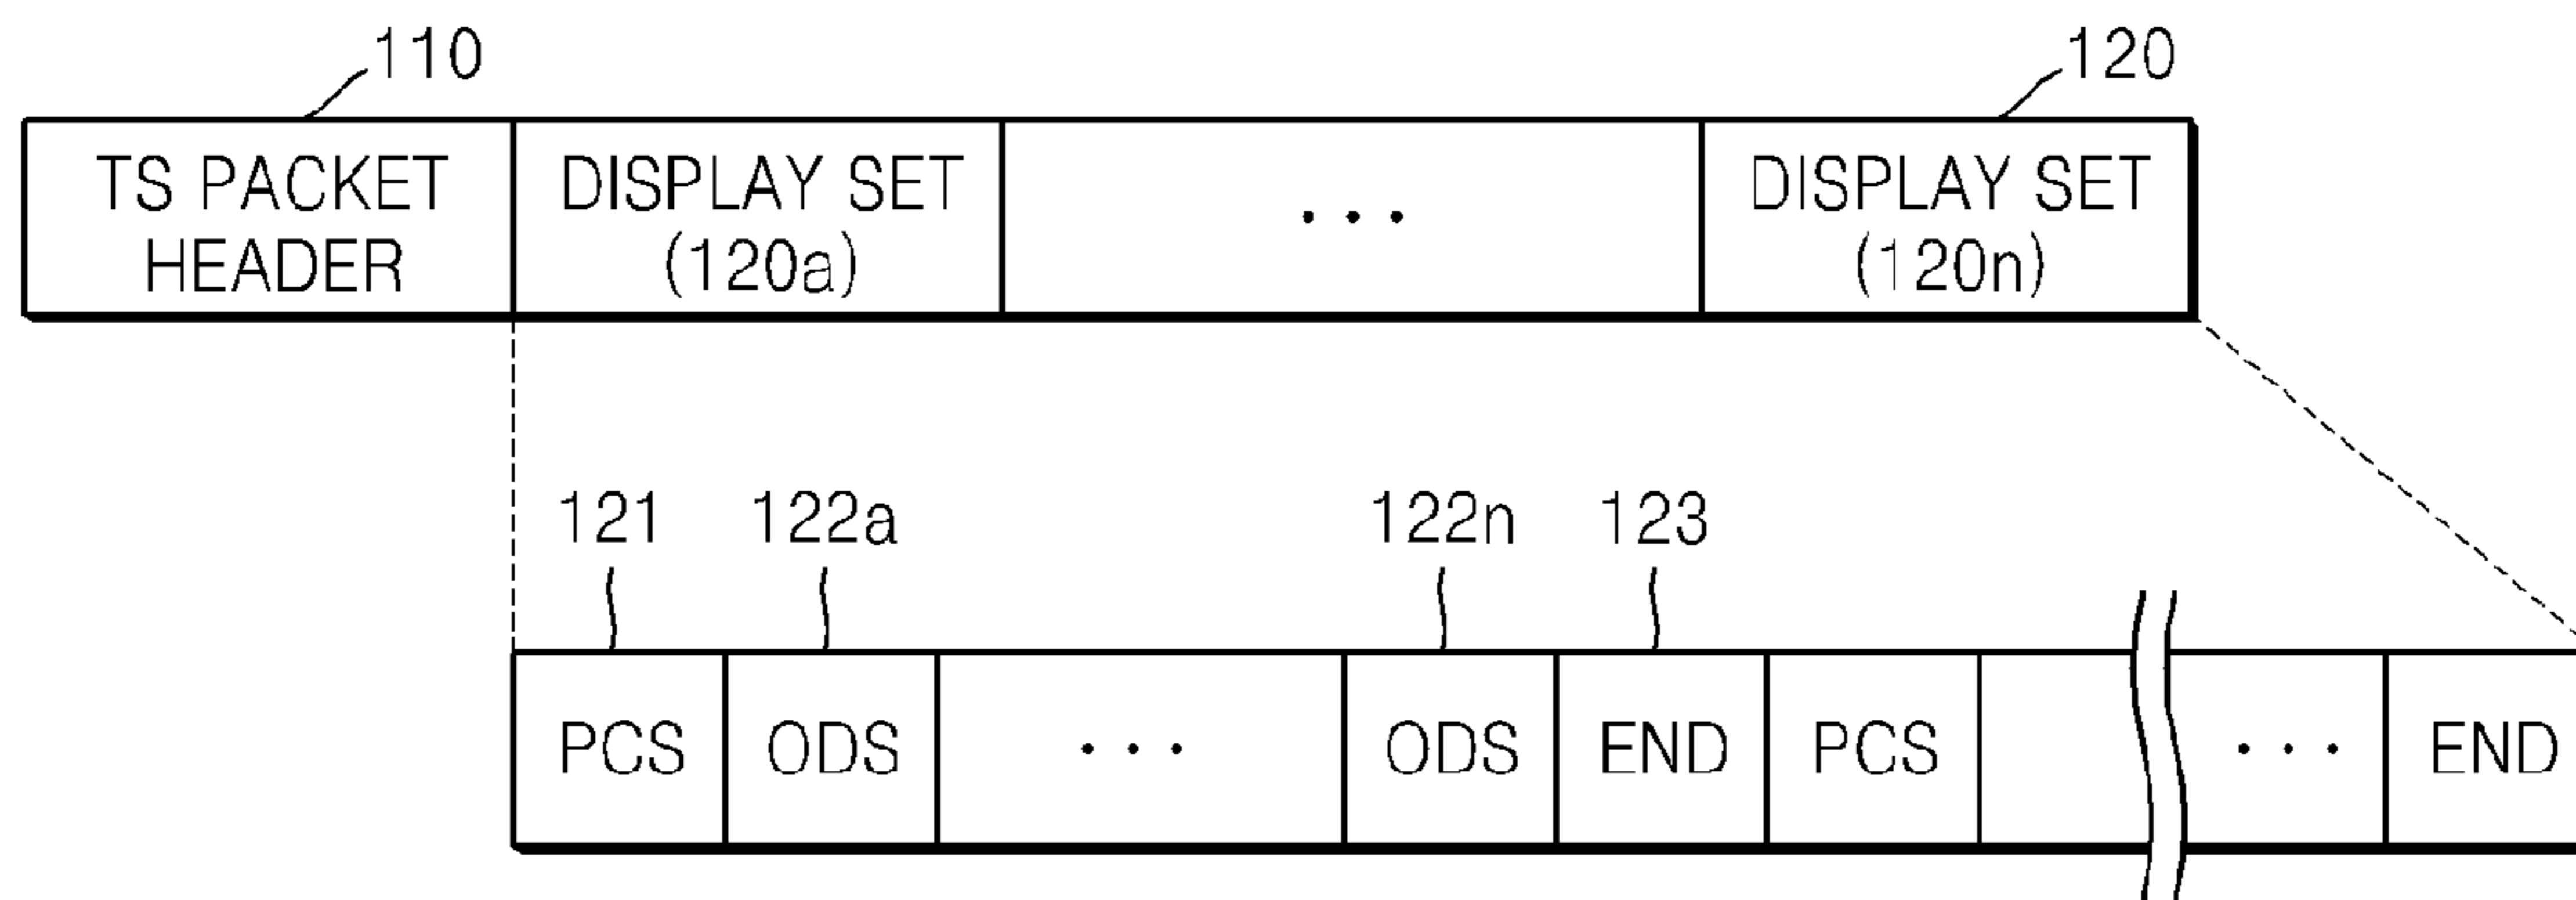 110
120
TS PACKET
HEADER
DISPLAY SET
(120a)
...
DISPLAY SET
(120n)
121
122a
122n
123
PCS
ODS
...
ODS
END
PCS
...
END